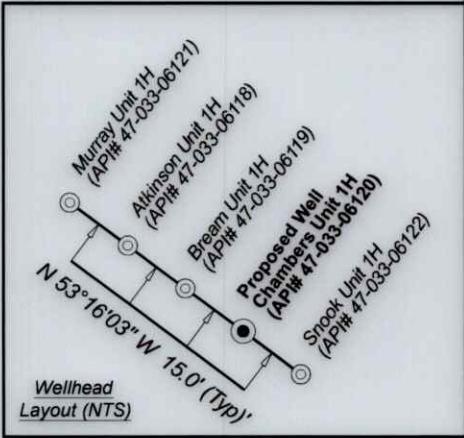 Murray Unit 1H
(API# 47-033-06121)
Atkinson Unit 1H
(API# 47-033-06118)
Bream Unit 1H
(API# 47-033-06119)
Proposed Well
Chambers Unit 1H
(API# 47-033-06120)
Snook Unit 1H
(API# 47-033-06122)
N 53°16'03" W 15.0' (Typ)'
Wellhead
Layout (NTS)